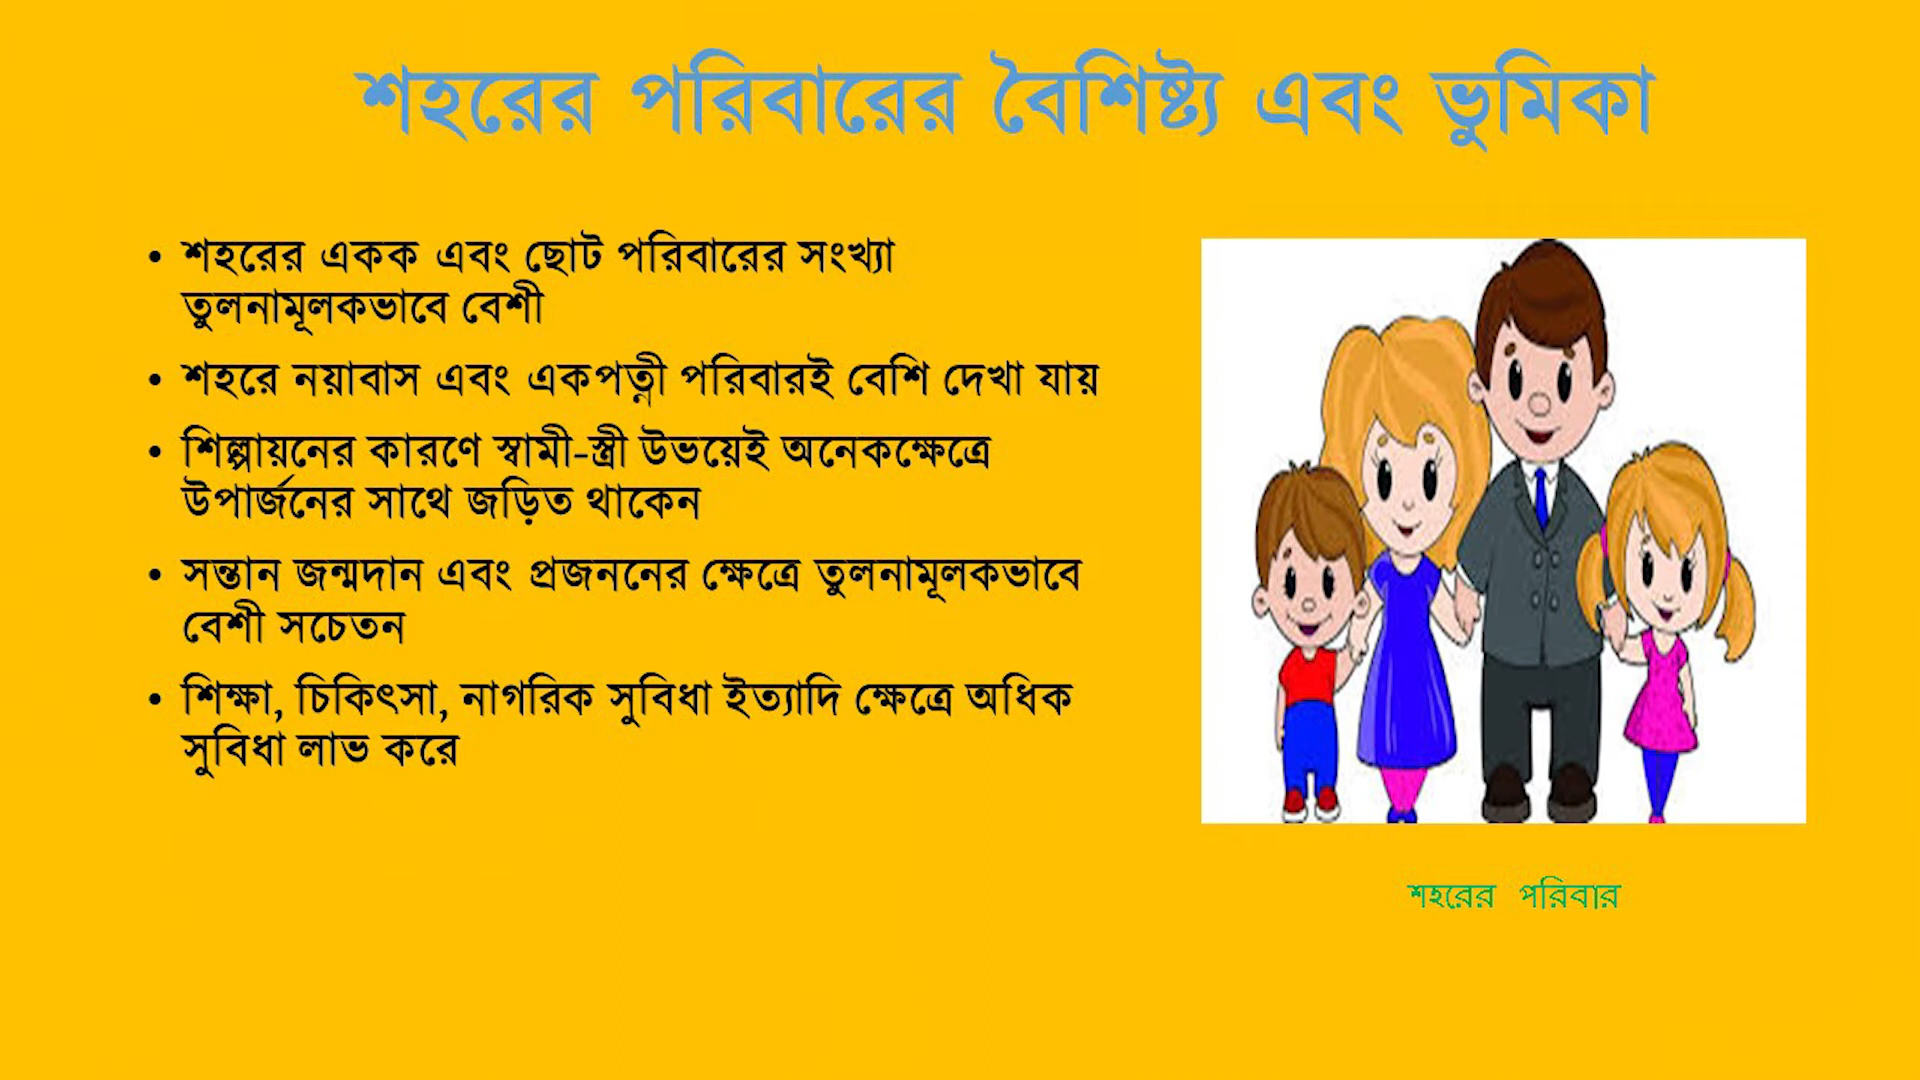 শহরের পরিবারের বৈশিষ্ট্য এবং ভুমিকা
• শহরের একক এবং ছোট পরিবারের সংখ্যা
তুলনামূলকভাবে বেশী
• শহরে নয়াবাস এবং একপত্নী পরিবারই বেশি দেখা যায়
• শিল্পায়নের কারণে স্বামী-স্ত্রী উভয়েই অনেকক্ষেত্রে
উপার্জনের সাথে জড়িত থাকেন
• সন্তান জন্মদান এবং প্রজননের ক্ষেত্রে তুলনামূলকভাবে
বেশী সচেতন
• শিক্ষা, চিকিৎসা, নাগরিক সুবিধা ইত্যাদি ক্ষেত্রে অধিক
সুবিধা লাভ করে
শহরের পরিবার